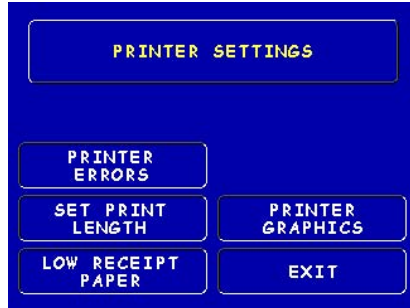 PRINTER SETTINGS
PRINTER
ERRORS
SET PRINT
LENGTH
PRINTER
GRAPHICS
LOW RECEIPT
PAPER
EXIT